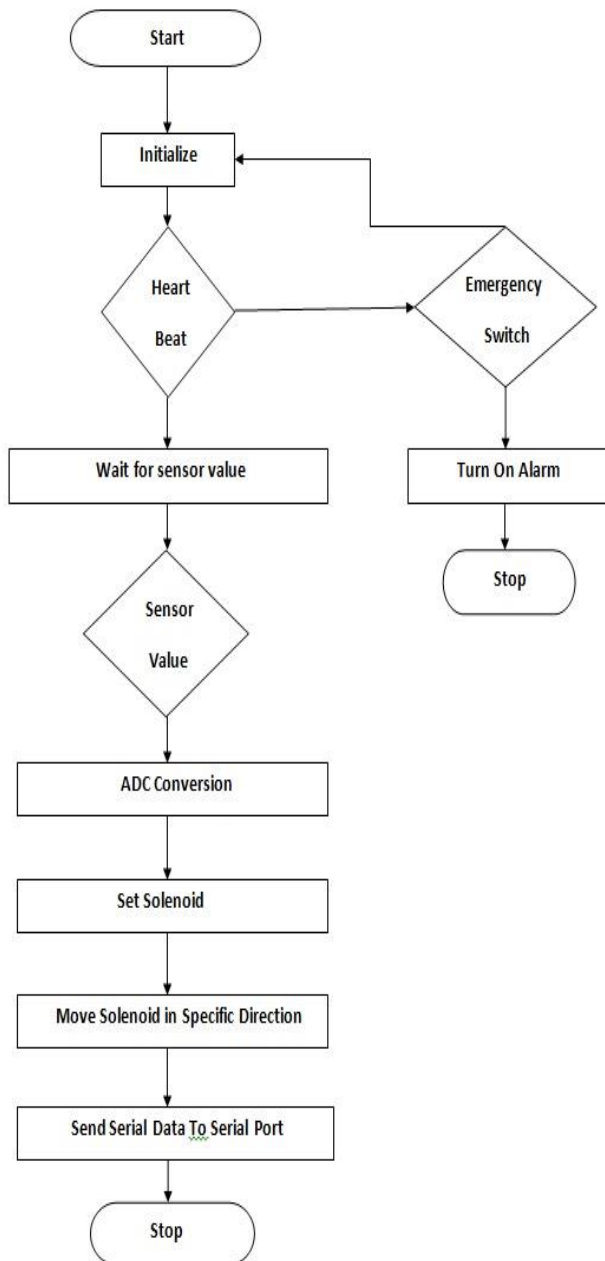 Start
Initialize
Heart
Beat
Emergency
Switch
Wait for sensor value
Turn On Alarm
Stop
Sensor
Value
ADC Conversion
Set Solenoid
Move Solenoid in Specific Direction
Send Serial Data To Serial Port
Stop